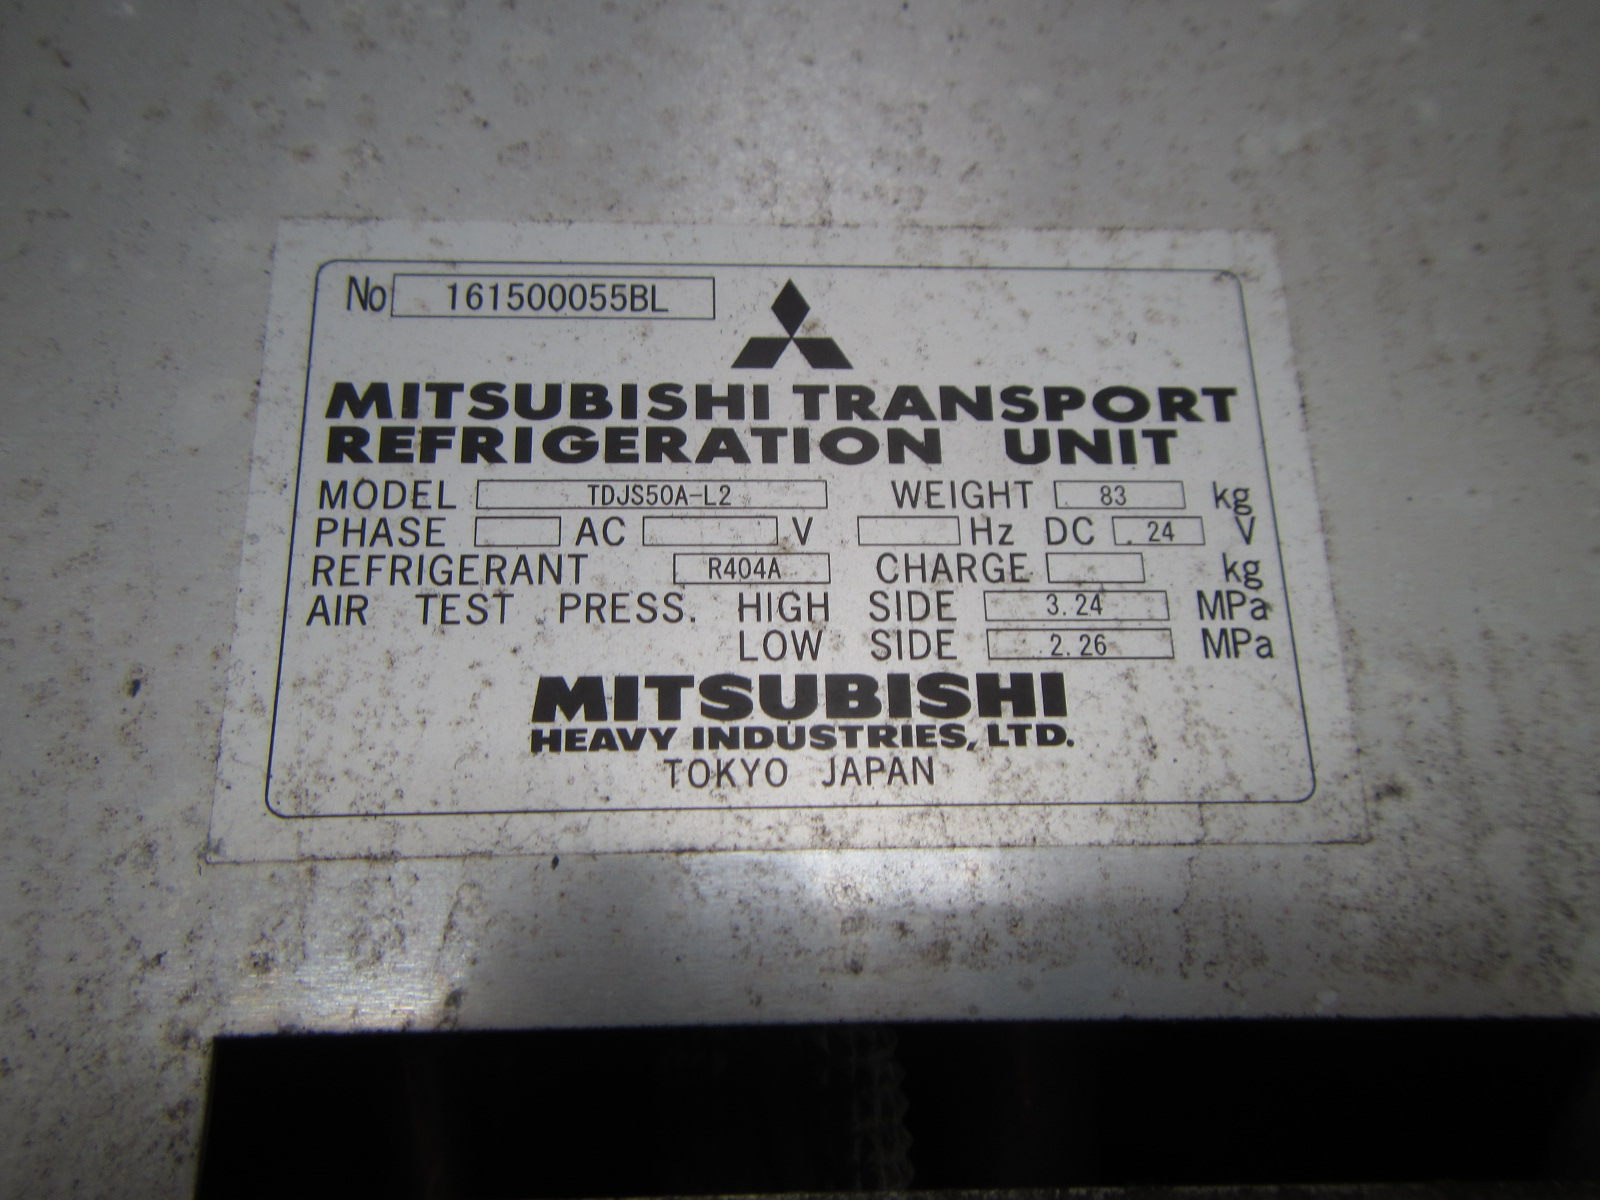 No 161500055BL
MITSUBISHI TRANSPORT
REFRIGERATION UNIT
MODEL TDJS50A-L2 WEIGHT 83 kg
PHASE AC V Hz DC 24 V
REFRIGERANT R404A CHARGE kg
AIR TEST PRESS. HIGH SIDE 3.24 MPa
LOW SIDE 2.26 MPa
MITSUBISHI
HEAVY INDUSTRIES, LTD.
TOKYO JAPAN